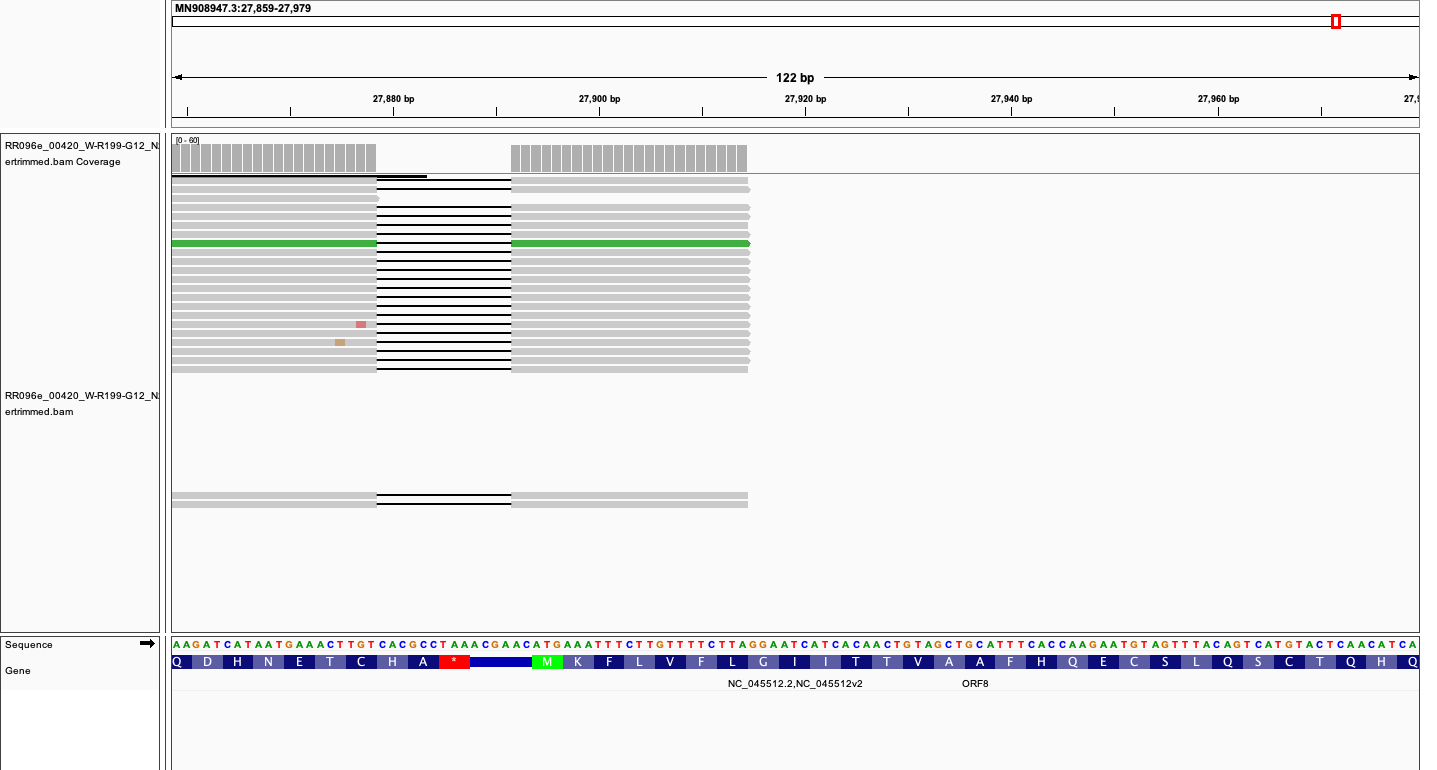 MN908947.3:27,859-27,979
122 bp
27,880 bp 27,900 bp 27,920 bp 27,940 bp 27,960 bp 27,9
[0 - 60]
RR096e_00420_W-R199-G12_N
ertrimmed.bam Coverage
RR096e_00420_W-R199-G12_N
ertrimmed.bam
Sequence AAGATCATAATGAAACTTGTCACGCCTAAACGAACATGAAATTTCTTGTTTTCTTAGGAATCATCACAACTGTAGCTGCATTTCACCAAGAATGTAGTTTACAGTCATGTACTCAACATCA
Gene Q D H N E T C H A * M K F L V F L G I I T T V A A F H Q E C S L Q S C T Q H Q
NC_045512.2,NC_045512v2 ORF8